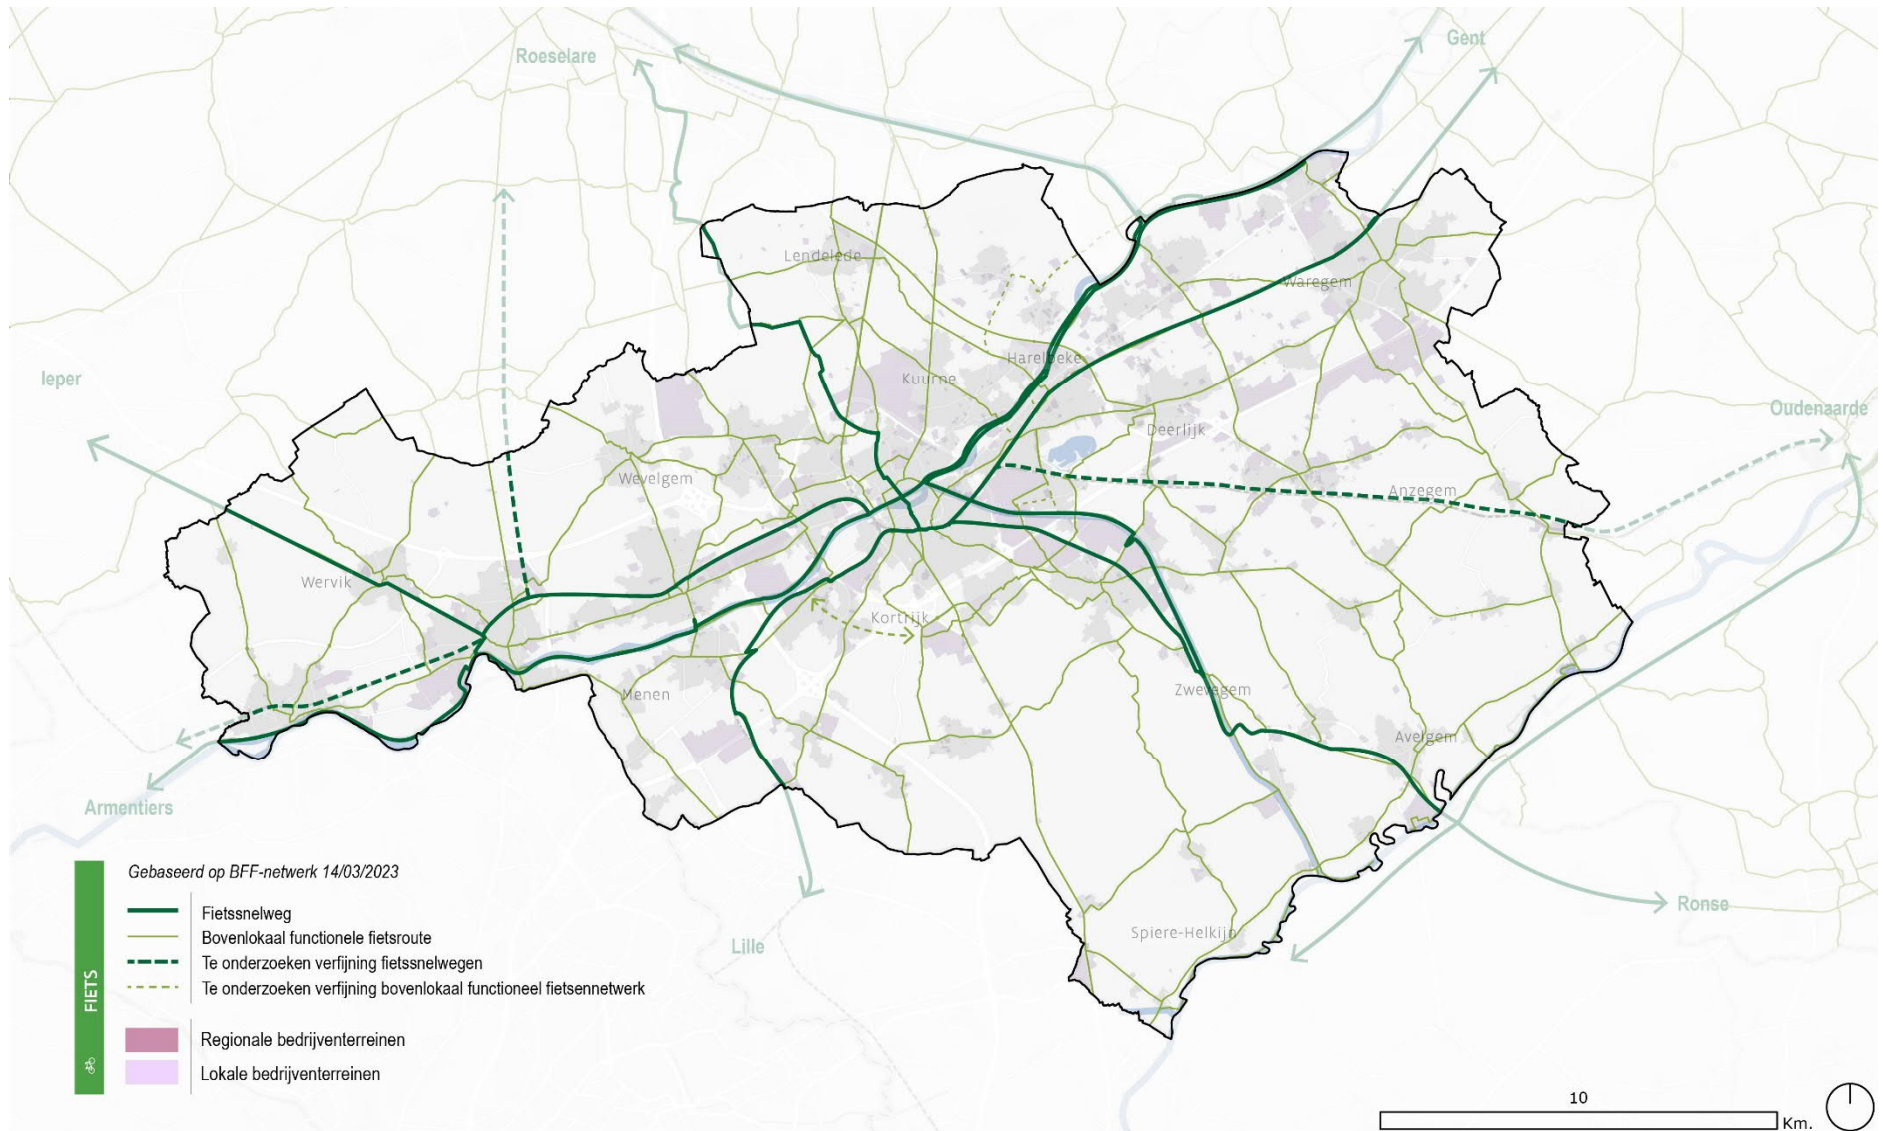 Roeselare
Gent
Lendelede
Waregem
Harelbeke
Kuurne
Ieper
Oudenaarde
Deerlijk
Wevelgem
Anzegem
Wervik
Kortrijk
Menen
Zwevegem
Avelgem
Armentiers
Gebaseerd op BFF-netwerk 14/03/2023
Fietssnelweg
Bovenlokaal functionele fietsroute
Te onderzoeken verfijning fietssnelwegen
Te onderzoeken verfijning bovenlokaal functioneel fietsennetwerk
Regionale bedrijventerreinen
Lokale bedrijventerreinen
FIETS
Lille
Spiere-Helkijn
Ronse
10
Km.